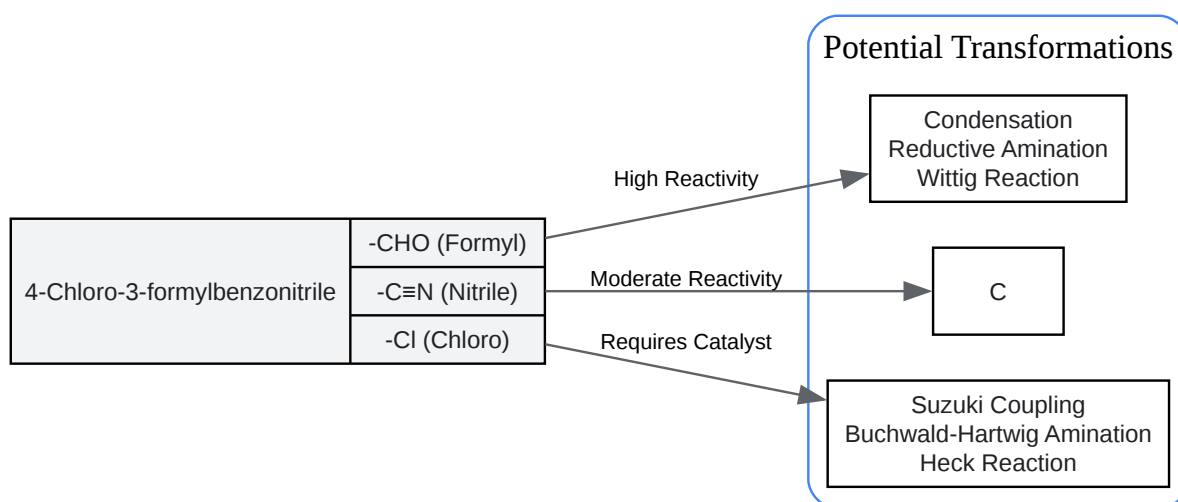 Potential Transformations
Condensation
Reductive Amination
Wittig Reaction
High Reactivity
-CHO (Formyl)
4-Chloro-3-formylbenzonitrile
-C≡N (Nitrile)
Moderate Reactivity
C
-Cl (Chloro)
Requires Catalyst
Suzuki Coupling
Buchwald-Hartwig Amination
Heck Reaction